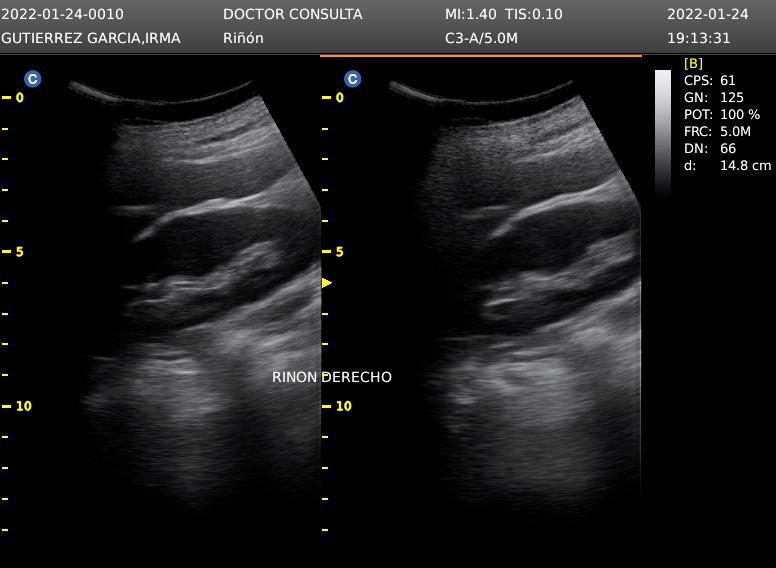 2022-01-24-0010 DOCTOR CONSULTA MI:1.40 TIS:0.10 2022-01-24
GUTIERREZ GARCIA,IRMA Riñón C3-A/5.0M 19:13:31
C C [B]
0 0 CPS: 61
GN: 125
POT: 100 %
FRC: 5.0M
DN: 66
d: 14.8 cm
5 5
RINON DERECHO
10 10